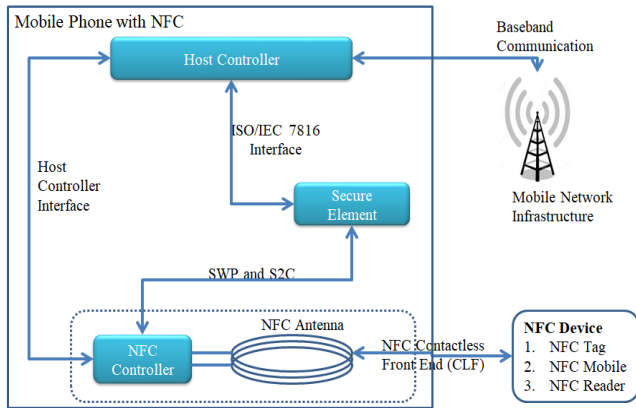 Mobile Phone with NFC
Host Controller
Baseband
Communication
ISO/IEC 7816
Interface
Host
Controller
Interface
Secure
Element
Mobile Network
Infrastructure
SWP and S2C
NFC Antenna
NFC
Controller
NFC Contactless
Front End (CLF)
NFC Device
1. NFC Tag
2. NFC Mobile
3. NFC Reader